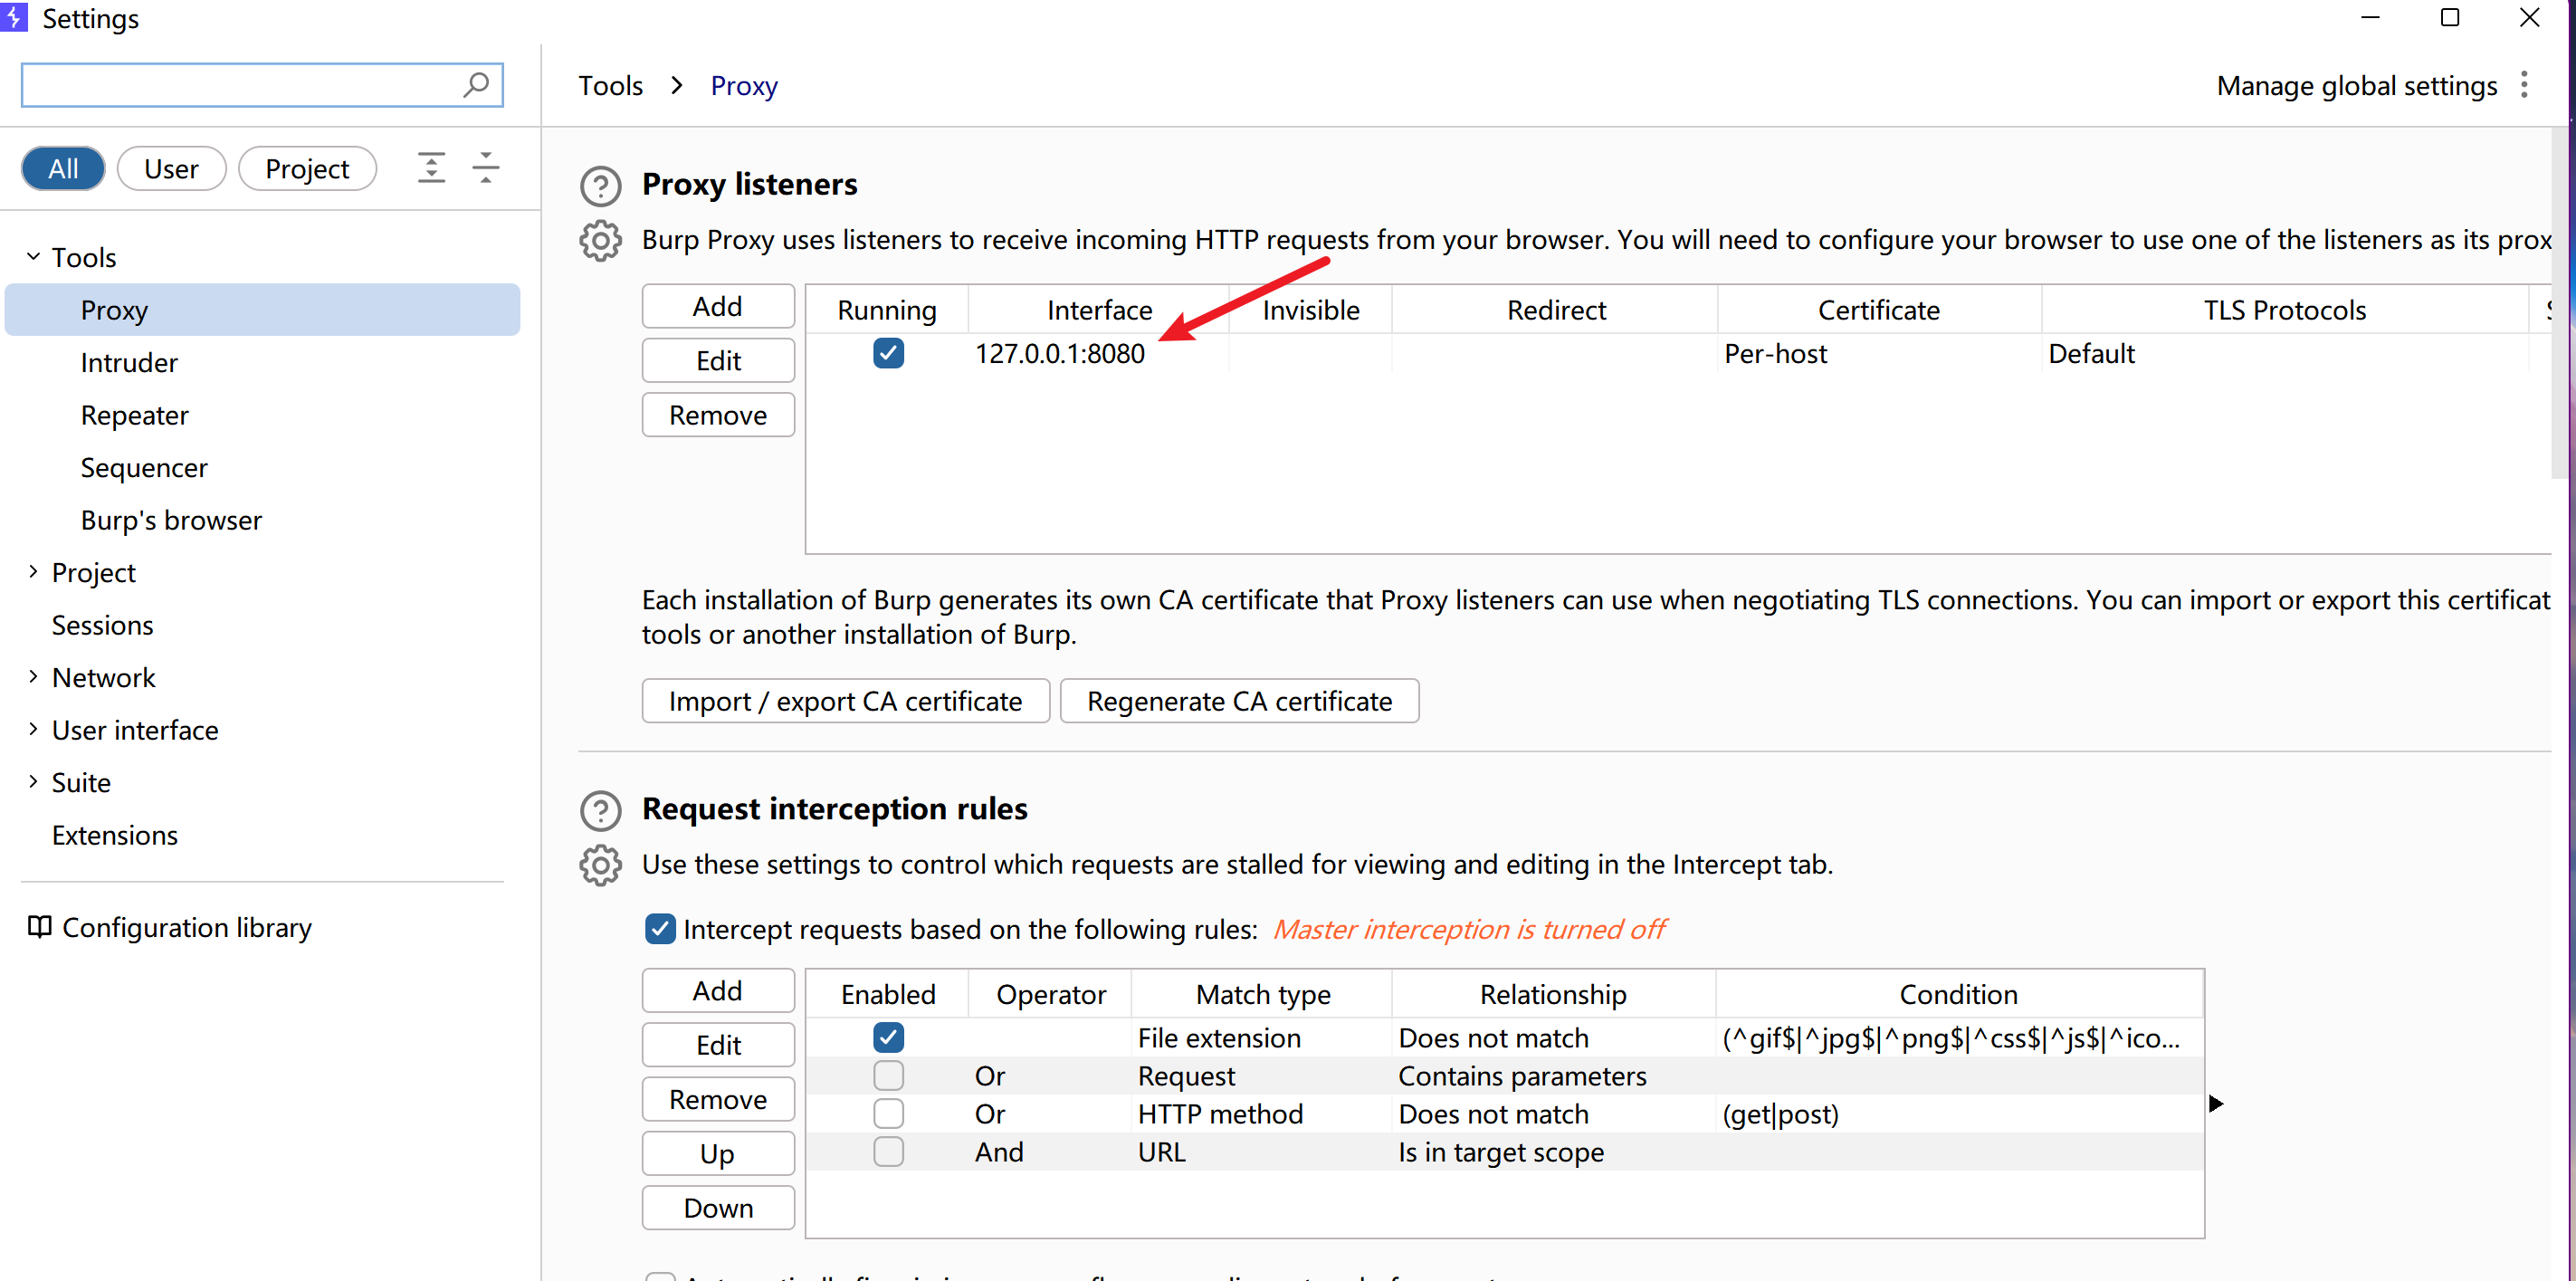 Settings
Tools > Proxy
Manage global settings
All User Project
Tools
Proxy
Intruder
Repeater
Sequencer
Burp's browser
Project
Sessions
Network
User interface
Suite
Extensions
Configuration library
Proxy listeners
Burp Proxy uses listeners to receive incoming HTTP requests from your browser. You will need to configure your browser to use one of the listeners as its
Add
Edit
Remove
Running Interface Invisible Redirect Certificate TLS Protocols
127.0.0.1:8080 Per-host Default
Each installation of Burp generates its own CA certificate that Proxy listeners can use when negotiating TLS connections. You can import or export this
tools or another installation of Burp.
Import / export CA certificate Regenerate CA certificate
Request interception rules
Use these settings to control which requests are stalled for viewing and editing in the Intercept tab.
Intercept requests based on the following rules: Master interception is turned off
Add
Edit
Remove
Up
Down
Enabled Operator Match type Relationship Condition
File extension Does not match (^gif$|^jpg$|^png$|^css$|^js$|^ico...
Or Request Contains parameters
Or HTTP method Does not match (get|post)
And URL Is in target scope